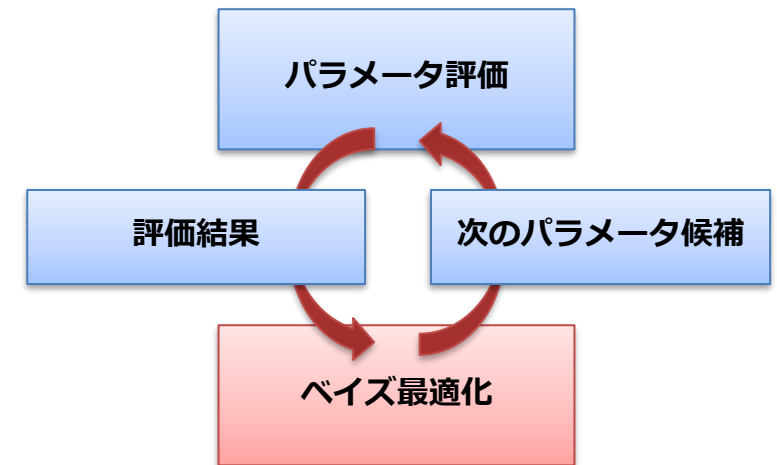 パラメータ評価
評価結果
次のパラメータ候補
ベイズ最適化